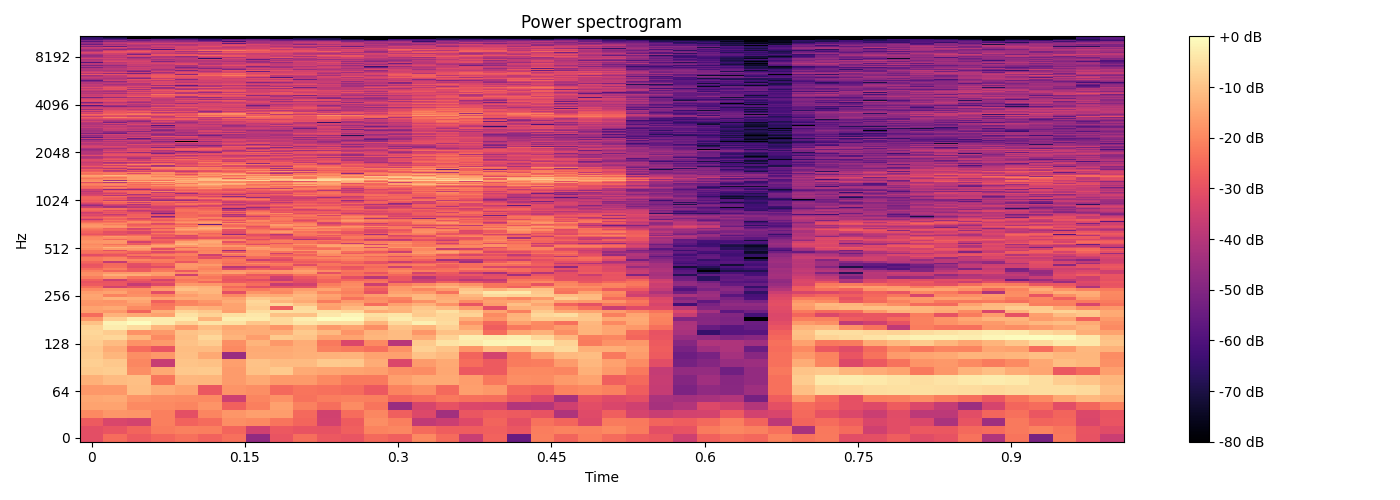 Power spectrogram
8192
4096
2048
1024
512
256
128
64
0
Hz
0 0.15 0.3 0.45 0.6 0.75 0.9
Time
+0 dB
-10 dB
-20 dB
-30 dB
-40 dB
-50 dB
-60 dB
-70 dB
-80 dB